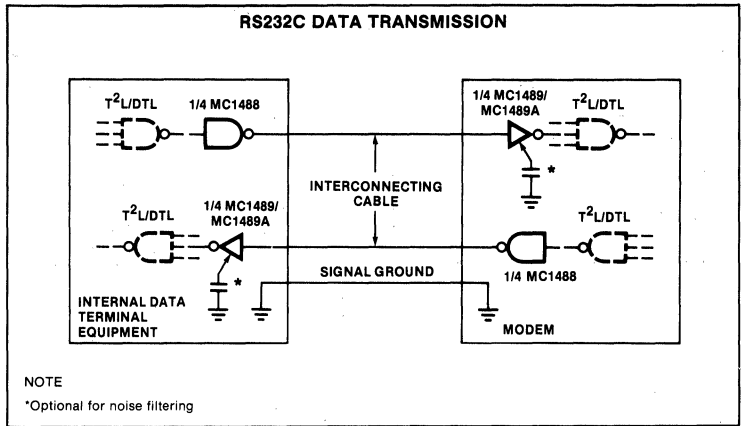 RS232C DATA TRANSMISSION
T²L/DTL
1/4 MC1488
1/4 MC1489/
MC1489A
T²L/DTL
*
INTERCONNECTING
CABLE
T²L/DTL
1/4 MC1489/
MC1489A
T²L/DTL
*
SIGNAL GROUND
1/4 MC1488
INTERNAL DATA
TERMINAL
EQUIPMENT
MODEM
NOTE
*Optional for noise filtering